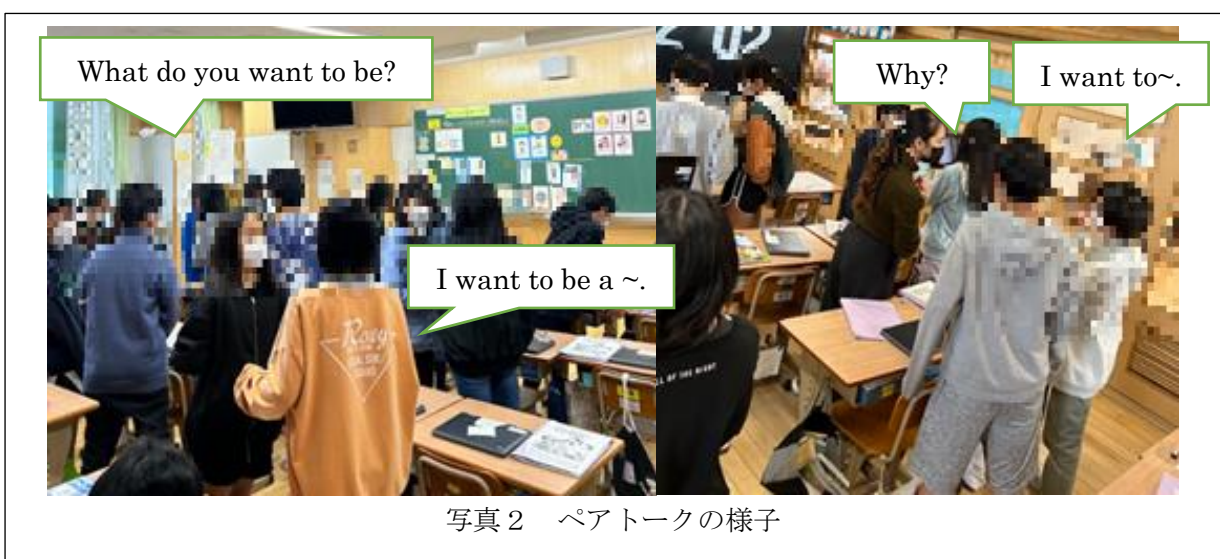 What do you want to be?
I want to be a ~.
Why?
I want to~.
Roxy
写真２　ペアトークの様子